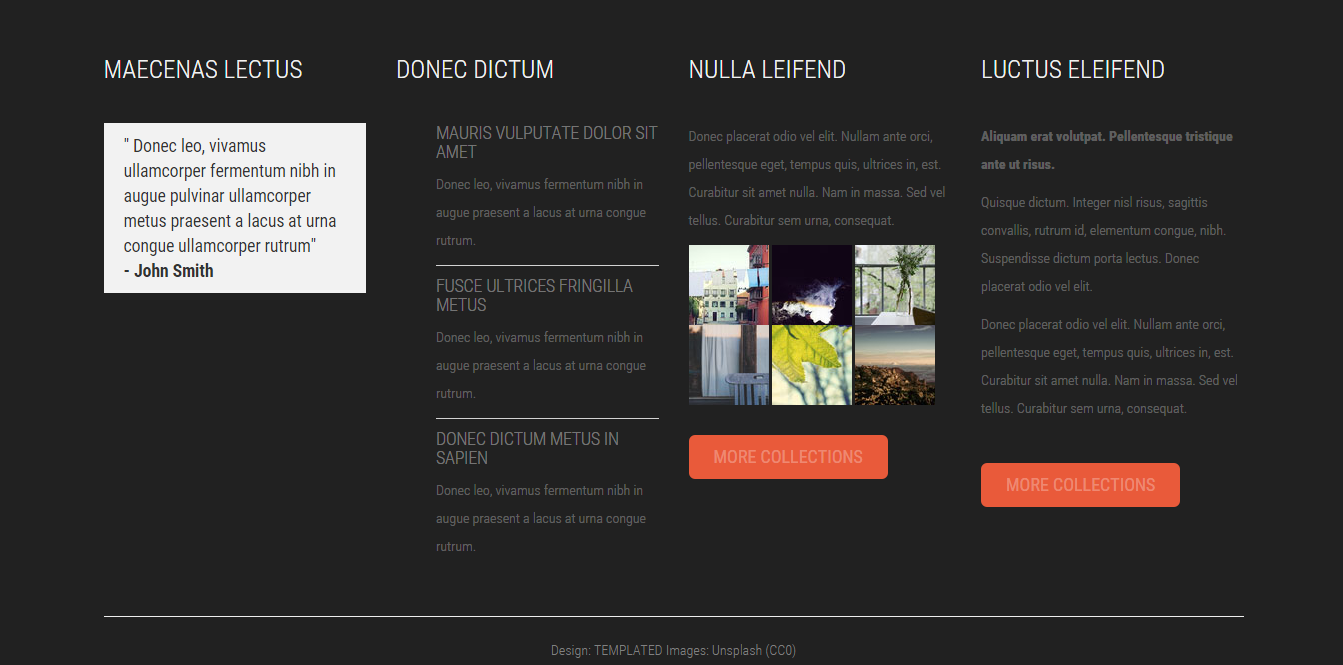 MAECENAS LECTUS
" Donec leo, vivamus
ullamcorper fermentum nibh in
augue pulvinar ullamcorper
metus praesent a lacus at urna
congue ullamcorper rutrum"
- John Smith
DONEC DICTUM
MAURIS VULPUTATE DOLOR SIT
AMET
Donec leo, vivamus fermentum nibh in
augue praesent a lacus at urna congue
rutrum.
FUSCE ULTRICES FRINGILLA
METUS
Donec leo, vivamus fermentum nibh in
augue praesent a lacus at urna congue
rutrum.
DONEC DICTUM METUS IN
SAPIEN
Donec leo, vivamus fermentum nibh in
augue praesent a lacus at urna congue
rutrum.
NULLA LEIFEND
Donec placerat odio vel elit. Nullam ante orci,
pellentesque eget, tempus quis, ultrices in, est.
Curabitur sit amet nulla. Nam in massa. Sed vel
tellus. Curabitur sem urna, consequat.
MORE COLLECTIONS
LUCTUS ELEIFEND
Aliquam erat volutpat. Pellentesque tristique
ante ut risus.
Quisque dictum. Integer nisl risus, sagittis
convallis, rutrum id, elementum congue, nibh.
Suspendisse dictum porta lectus. Donec
placerat odio vel elit.
Donec placerat odio vel elit. Nullam ante orci,
pellentesque eget, tempus quis, ultrices in, est.
Curabitur sit amet nulla. Nam in massa. Sed vel
tellus. Curabitur sem urna, consequat.
MORE COLLECTIONS
Design: TEMPLATED Images: Unsplash (CC0)